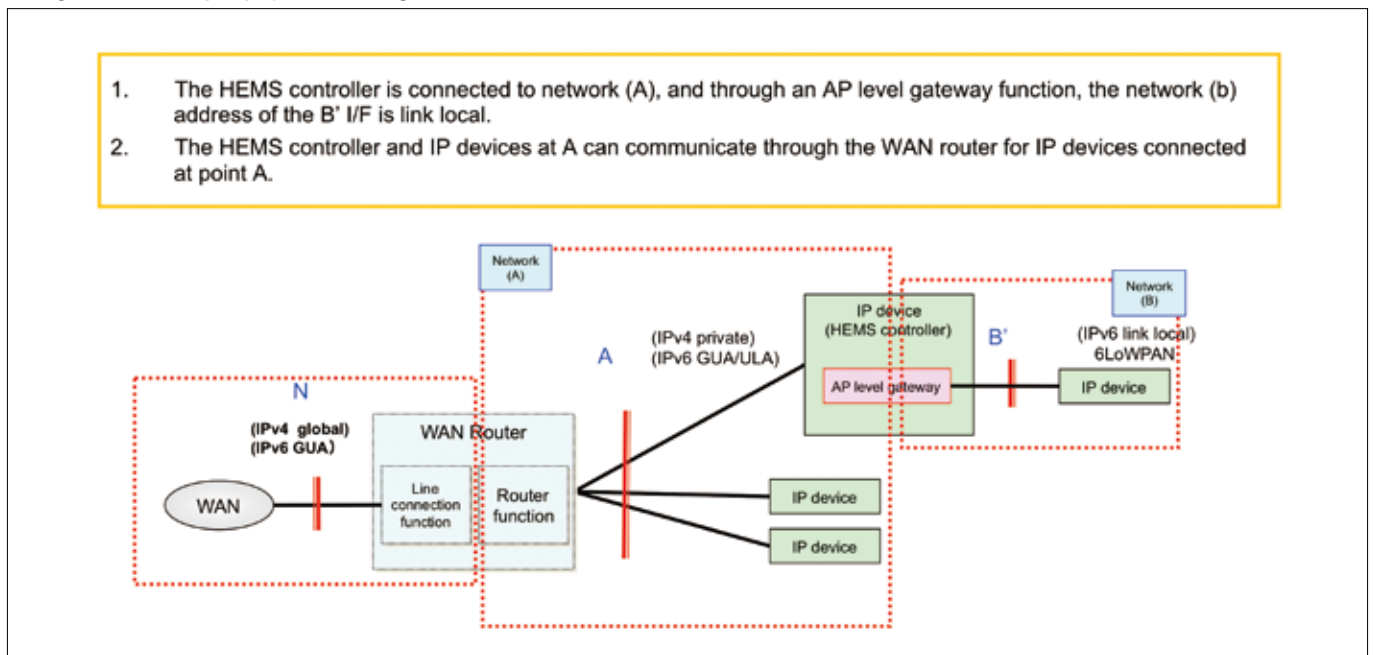 1. The HEMS controller is connected to network (A), and through an AP level gateway function, the network (b)
address of the B' I/F is link local.
2. The HEMS controller and IP devices at A can communicate through the WAN router for IP devices connected
at point A.
Network
(A)
Network
(B)
IP device
(HEMS controller)
B'
(IPv6 link local)
6LoWPAN
A
(IPv4 private)
(IPv6 GUA/ULA)
AP level gateway
IP device
N
(IPv4 global)
(IPv6 GUA)
WAN Router
WAN
Line
connection
function
Router
function
IP device
IP device